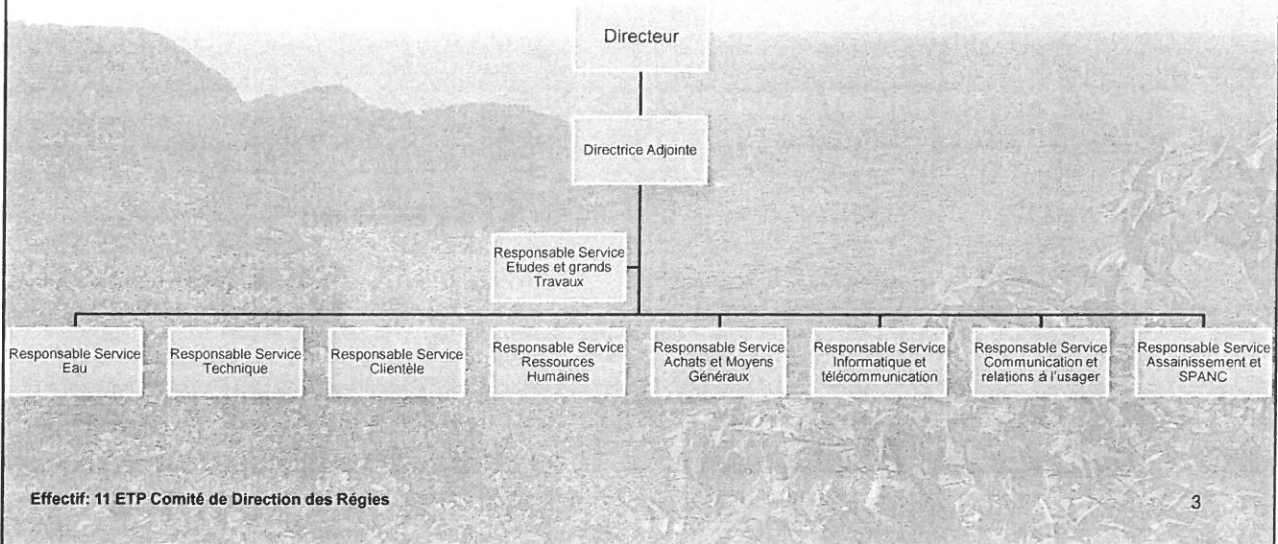 Directeur
Directrice Adjointe
Responsable Service
Etudes et grands
Travaux
Responsable Service
Eau
Responsable Service
Technique
Responsable Service
Clientèle
Responsable Service
Ressources
Humaines
Responsable Service
Achats et Moyens
Généraux
Responsable Service
Informatique et
télécommunication
Responsable Service
Communication et
relations à l'usager
Responsable Service
Assainissement et
SPANC
Effectif: 11 ETP Comité de Direction des Régies
3